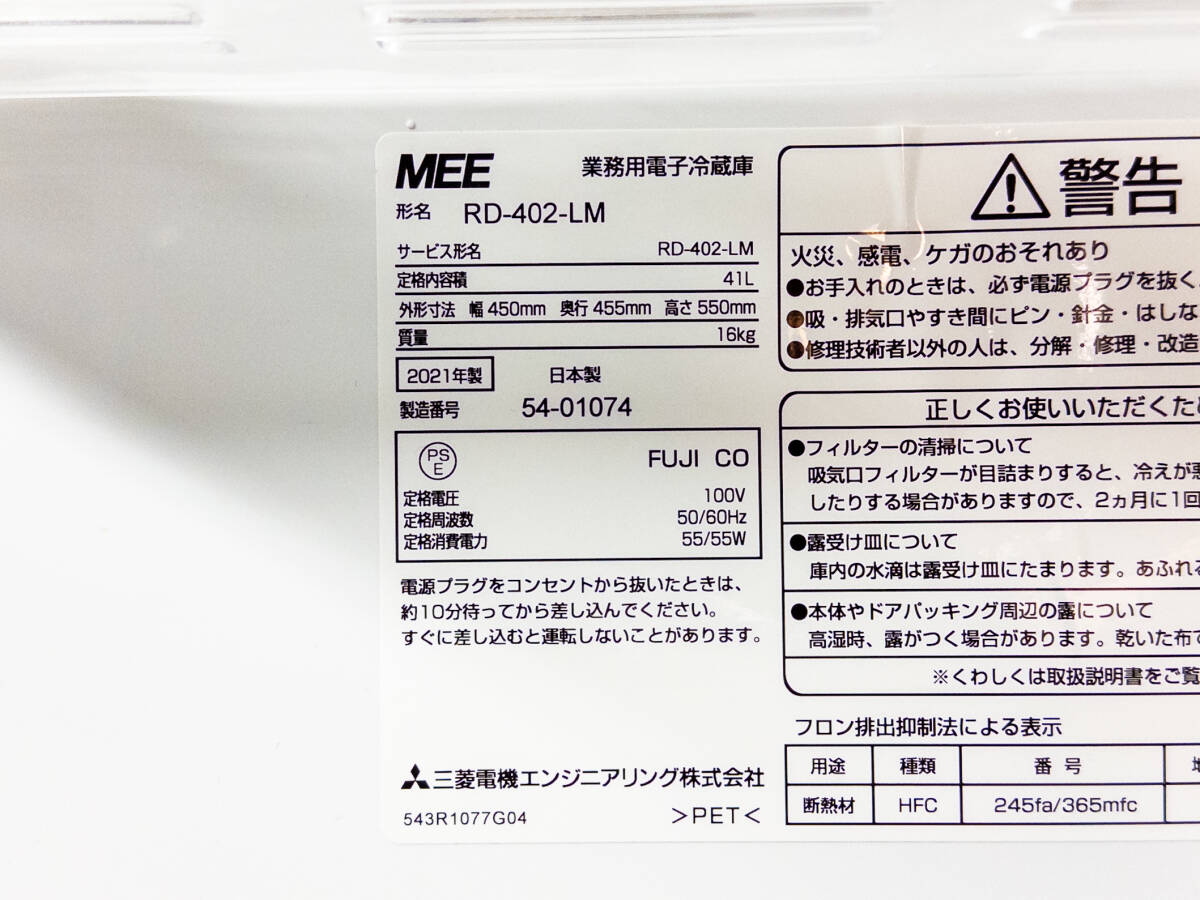 MEE 業務用電子冷蔵庫
形名 RD-402-LM
サービス形名 RD-402-LM
定格内容積 41L
外形寸法 幅 450mm 奥行 455mm 高さ 550mm
質量 16kg
2021年製 日本製
製造番号 54-01074
PS E FUJI CO
定格電圧 100V
定格周波数 50/60Hz
定格消費電力 55/55W
電源プラグをコンセントから抜いたときは、
約10分待ってから差し込んでください。
すぐに差し込むと運転しないことがあります。
三菱電機エンジニアリング株式会社
543R1077G04 >PET<
警告
火災、感電、ケガのおそれあり
●お手入れのときは、必ず電源プラグを抜く
●吸・排気口やすき間にピン・針金・はしな
●修理技術者以外の人は、分解・修理・改造
正しくお使いいただくため
●フィルターの清掃について
吸気口フィルターが目詰まりすると、冷えが悪
したりする場合がありますので、2ヵ月に1回
●露受け皿について
庫内の水滴は露受け皿にたまります。あふれる
●本体やドアパッキング周辺の露について
高湿時、露がつく場合があります。乾いた布で
※くわしくは取扱説明書をご覧
フロン排出抑制法による表示
用途 種類 番号
断熱材 HFC 245fa/365mfc